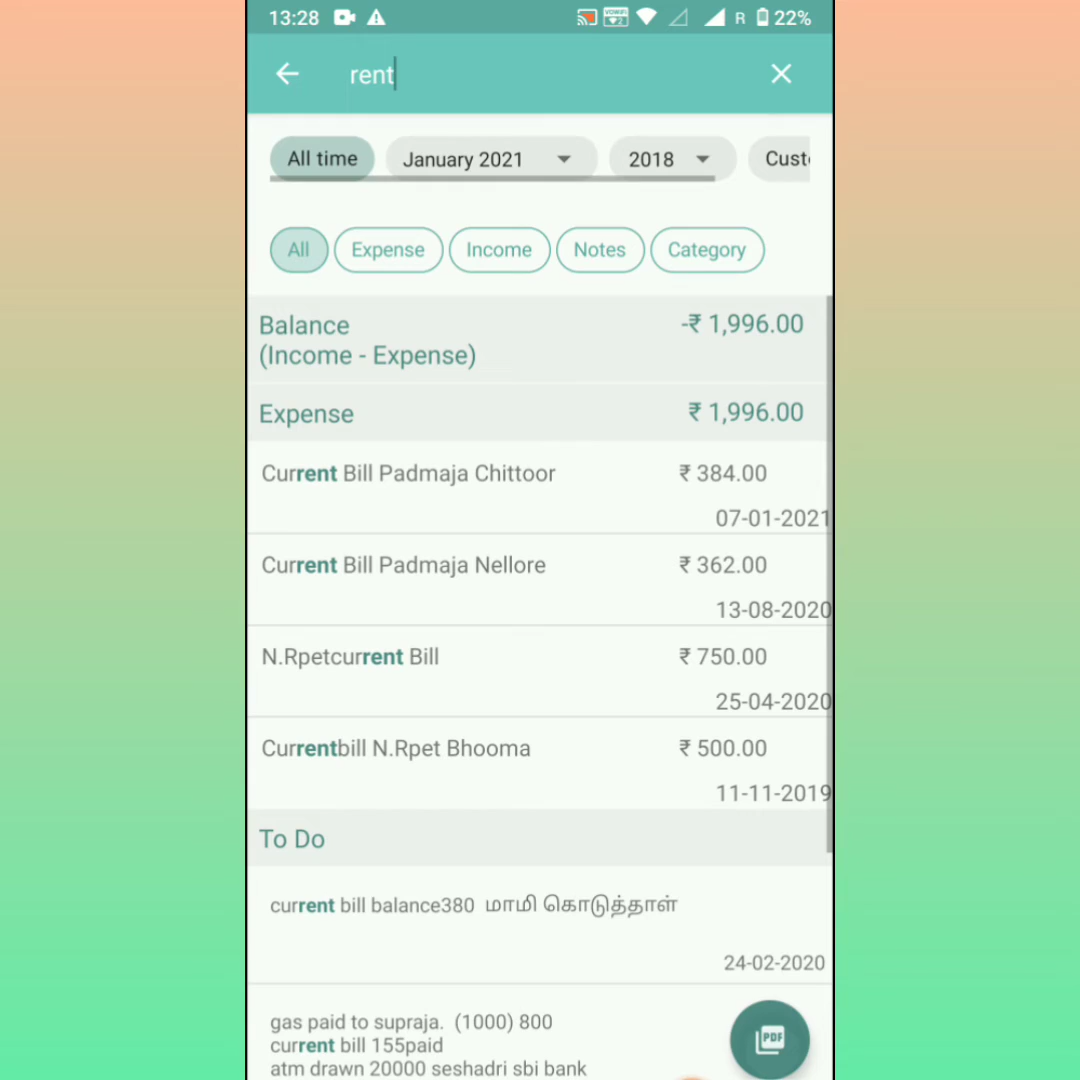 13:28
VOWIFI 2
R 22%
rent
All time
January 2021
2018
Cust
All
Expense
Income
Notes
Category
Balance
(Income - Expense)
-₹ 1,996.00
Expense
₹ 1,996.00
Current Bill Padmaja Chittoor
₹ 384.00
07-01-2021
Current Bill Padmaja Nellore
₹ 362.00
13-08-2020
N.Rpetcurrent Bill
₹ 750.00
25-04-2020
Currentbill N.Rpet Bhooma
₹ 500.00
11-11-2019
To Do
current bill balance380 மாமி கொடுத்தாள்
24-02-2020
gas paid to supraja. (1000) 800
current bill 155paid
atm drawn 20000 seshadri sbi bank
PDF